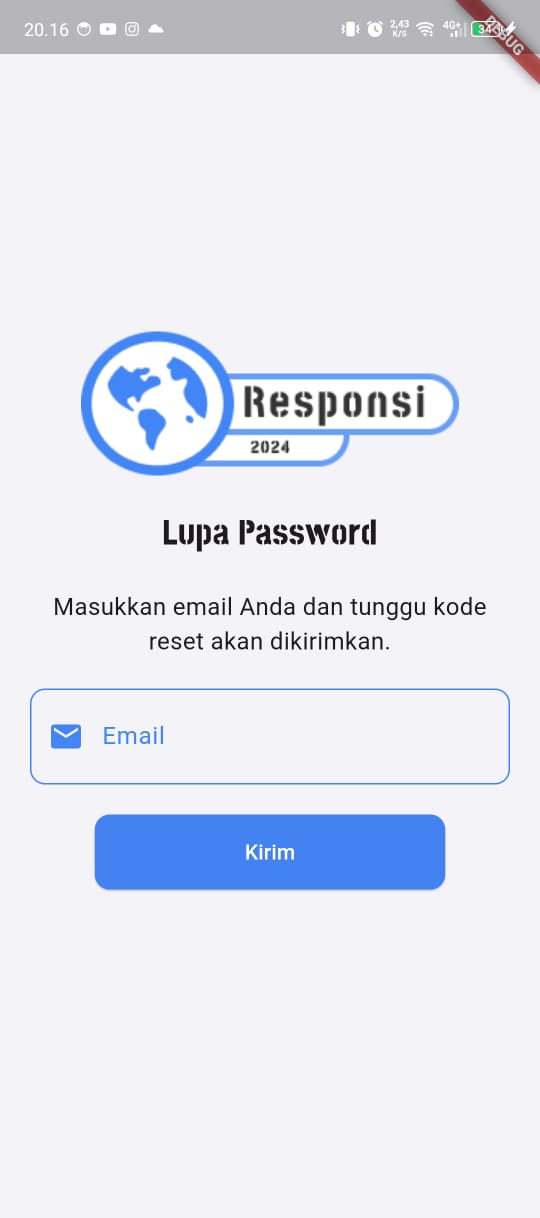 20.16
2,43
K/S
4G+
34
DEBUG
Responsi
2024
Lupa Password
Masukkan email Anda dan tunggu kode
reset akan dikirimkan.
Email
Kirim